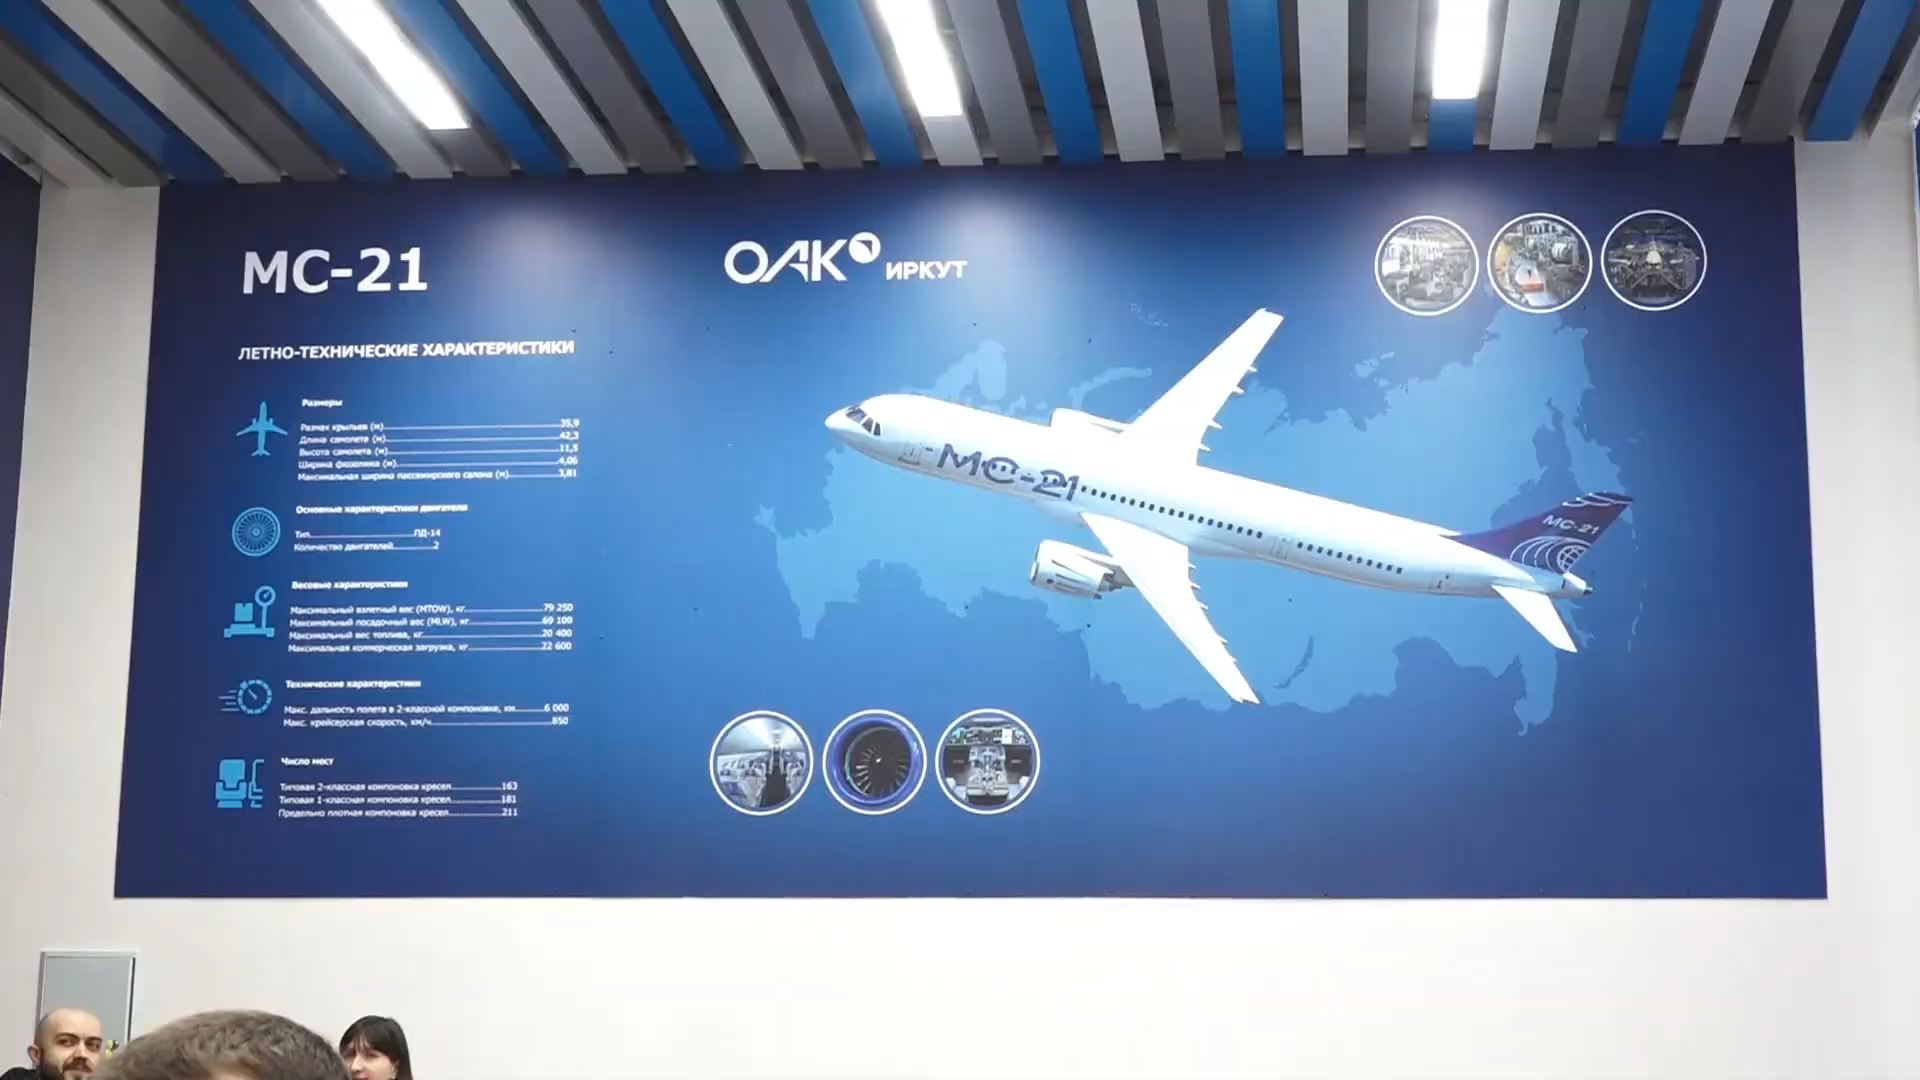 МС-21
ОАК ИРКУТ
ЛЕТНО-ТЕХНИЧЕСКИЕ ХАРАКТЕРИСТИКИ
Размеры
Размах крыльев (м) 35,9
Длина самолета (м) 42,3
Высота самолета (м) 11,5
Ширина фюзеляжа (м) 4,06
Максимальная ширина пассажирского салона (м) 3,81
Основные характеристики двигателя
Тип ПД-14
Количество двигателей 2
Весовые характеристики
Максимальный взлетный вес (MTOW), кг 79 250
Максимальный посадочный вес (MLW), кг 69 100
Максимальный вес топлива, кг 20 400
Максимальная коммерческая загрузка, кг 22 600
Технические характеристики
Макс. дальность полета в 2-классной компоновке, км 6 000
Макс. крейсерская скорость, км/ч 850
Число мест
Типовая 2-классная компоновка кресел 163
Типовая 1-классная компоновка кресел 181
Предельно плотная компоновка кресел 211
МС-21
МС-21